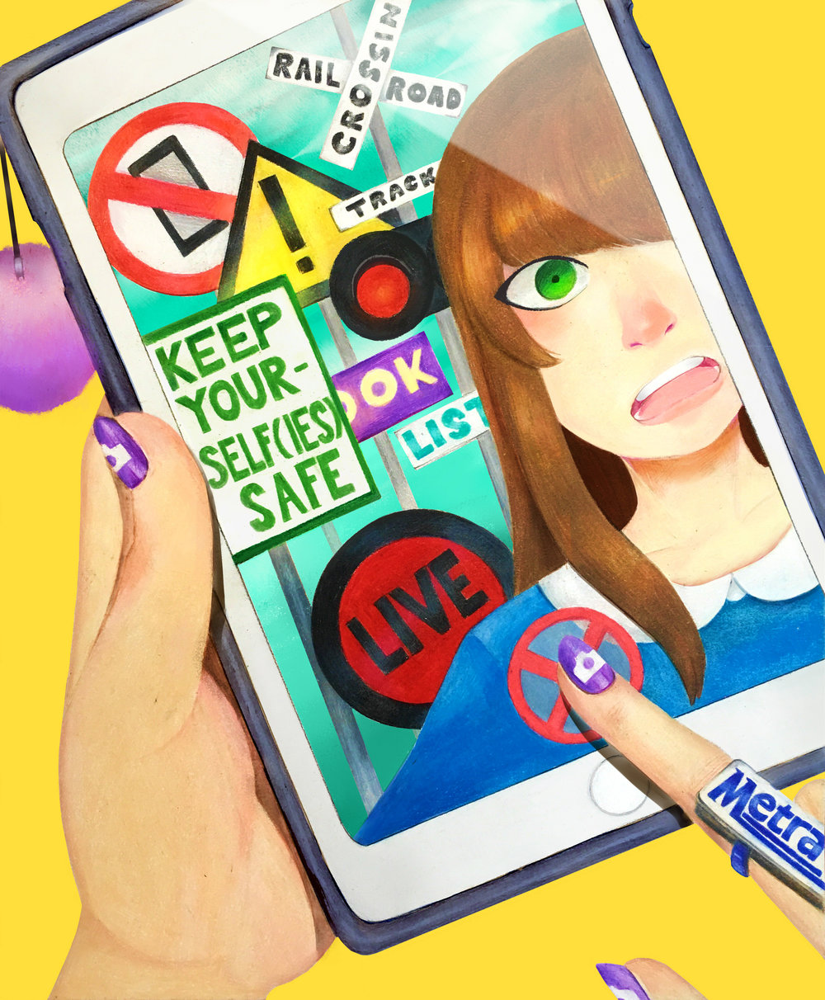 RAIL ROAD
CROSSIN
TRACK
!
KEEP
YOUR-
SELF(IES)
SAFE
OOK
LIST
LIVE
Metra